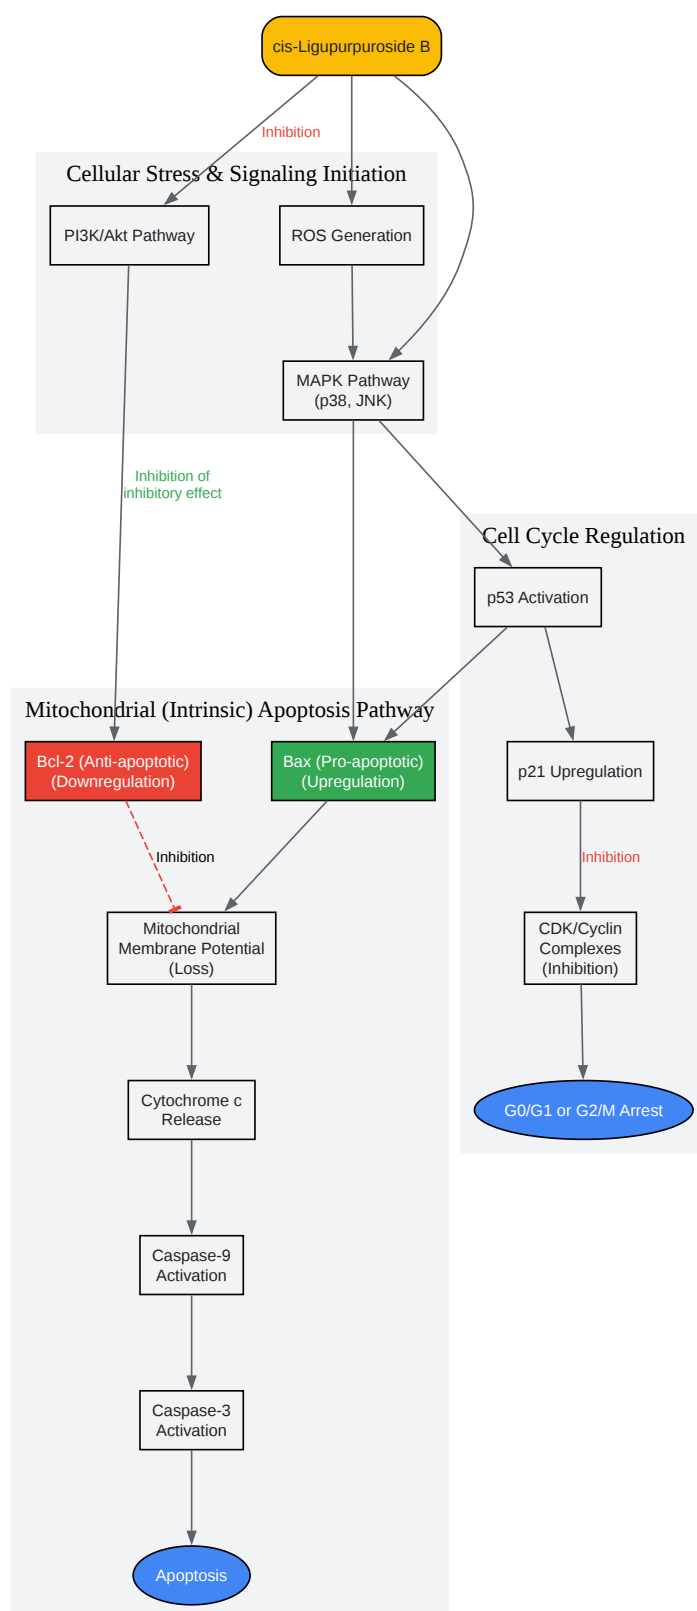 cis-Ligupurpuroside B
Inhibition
Cellular Stress & Signaling Initiation
PI3K/Akt Pathway
ROS Generation
MAPK Pathway
(p38, JNK)
Inhibition of
inhibitory effect
Cell Cycle Regulation
p53 Activation
Mitochondrial (Intrinsic) Apoptosis Pathway
Bcl-2 (Anti-apoptotic)
(Downregulation)
Bax (Pro-apoptotic)
(Upregulation)
p21 Upregulation
Inhibition
Inhibition
Mitochondrial
Membrane Potential
(Loss)
CDK/Cyclin
Complexes
(Inhibition)
Cytochrome c
Release
G0/G1 or G2/M Arrest
Caspase-9
Activation
Caspase-3
Activation
Apoptosis